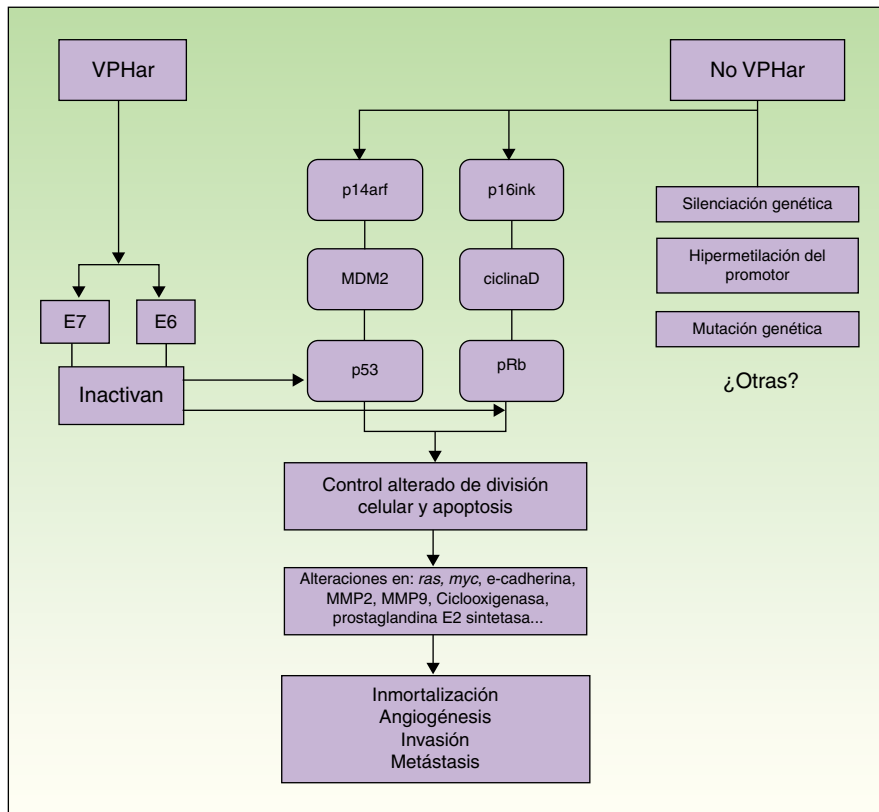 VPHar
No VPHar
p14arf
p16ink
Silenciación genética
MDM2
ciclinaD
Hipermetilación del
promotor
E7
E6
Mutación genética
p53
pRb
¿Otras?
Inactivan
Control alterado de división
celular y apoptosis
Alteraciones en: ras, myc, e-cadherina,
MMP2, MMP9, Ciclooxigenasa,
prostaglandina E2 sintetasa...
Inmortalización
Angiogénesis
Invasión
Metástasis